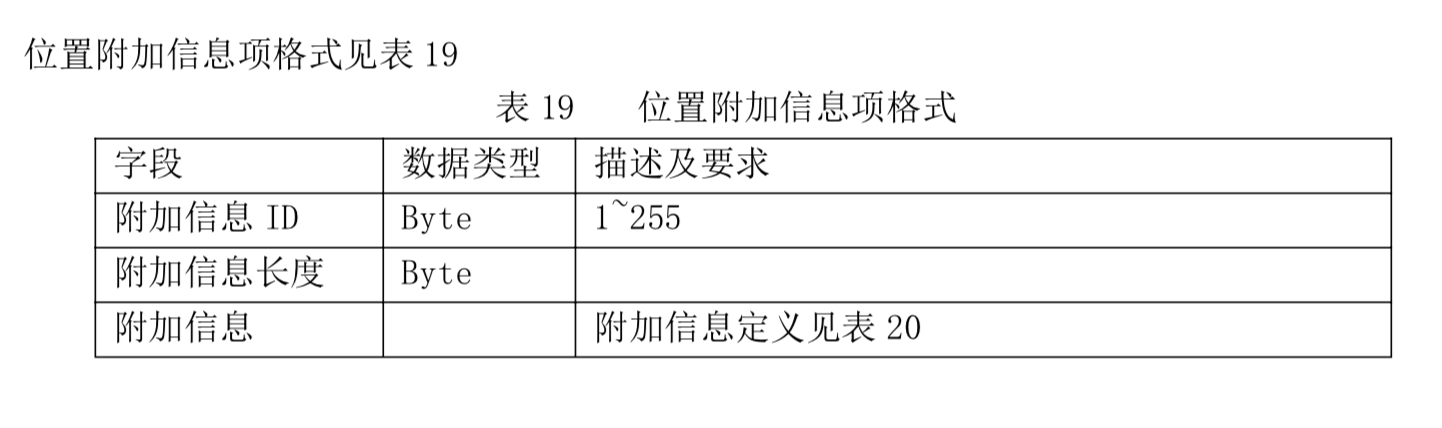 位置附加信息项格式见表 19
表 19 位置附加信息项格式
字段 数据类型 描述及要求
附加信息 ID Byte 1~255
附加信息长度 Byte
附加信息 附加信息定义见表 20